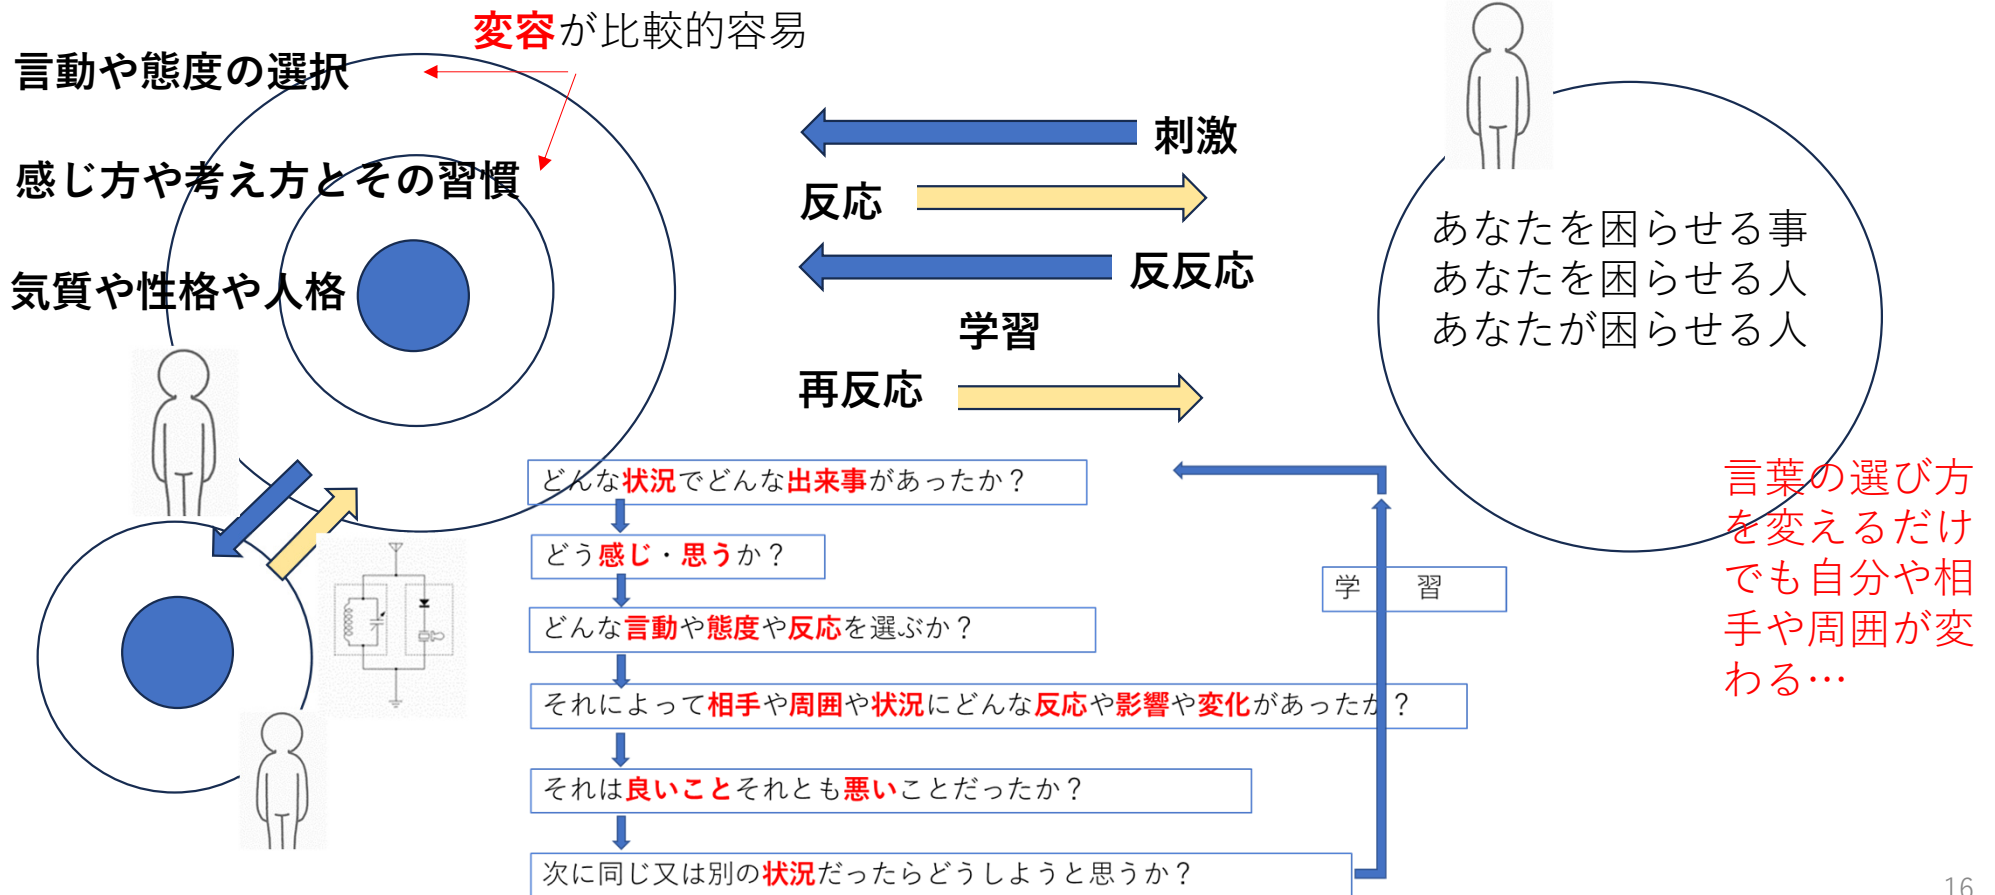 変容が比較的容易
言動や態度の選択
感じ方や考え方とその習慣
気質や性格や人格
刺激
反応
反反応
学習
再反応
あなたを困らせる事
あなたを困らせる人
あなたが困らせる人
どんな状況でどんな出来事があったか？
どう感じ・思うか？
どんな言動や態度や反応を選ぶか？
それによって相手や周囲や状況にどんな反応や影響や変化があったか？
それは良いことそれとも悪いことだったか？
次に同じ又は別の状況だったらどうしようと思うか？
学　　習
言葉の選び方
を変えるだけ
でも自分や相
手や周囲が変
わる…
16